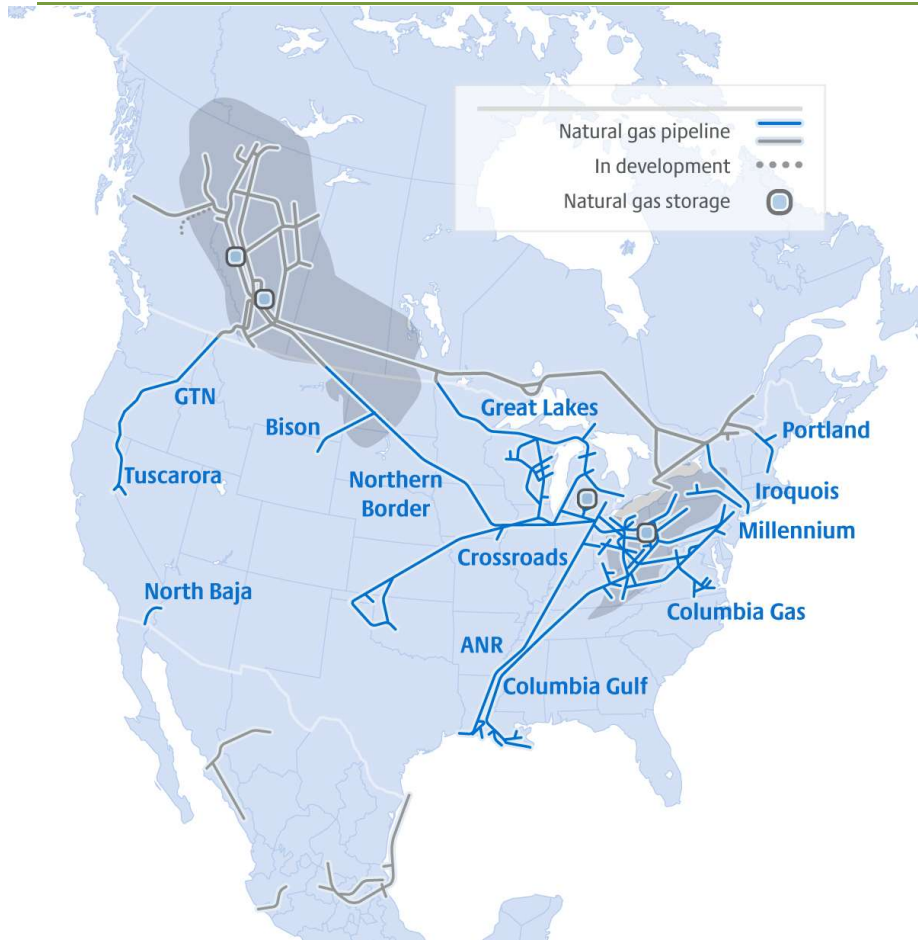 Natural gas pipeline
In development
Natural gas storage
GTN
Great Lakes
Portland
Bison
Tuscarora
Northern
Border
Iroquois
Millennium
Crossroads
North Baja
Columbia Gas
ANR
Columbia Gulf